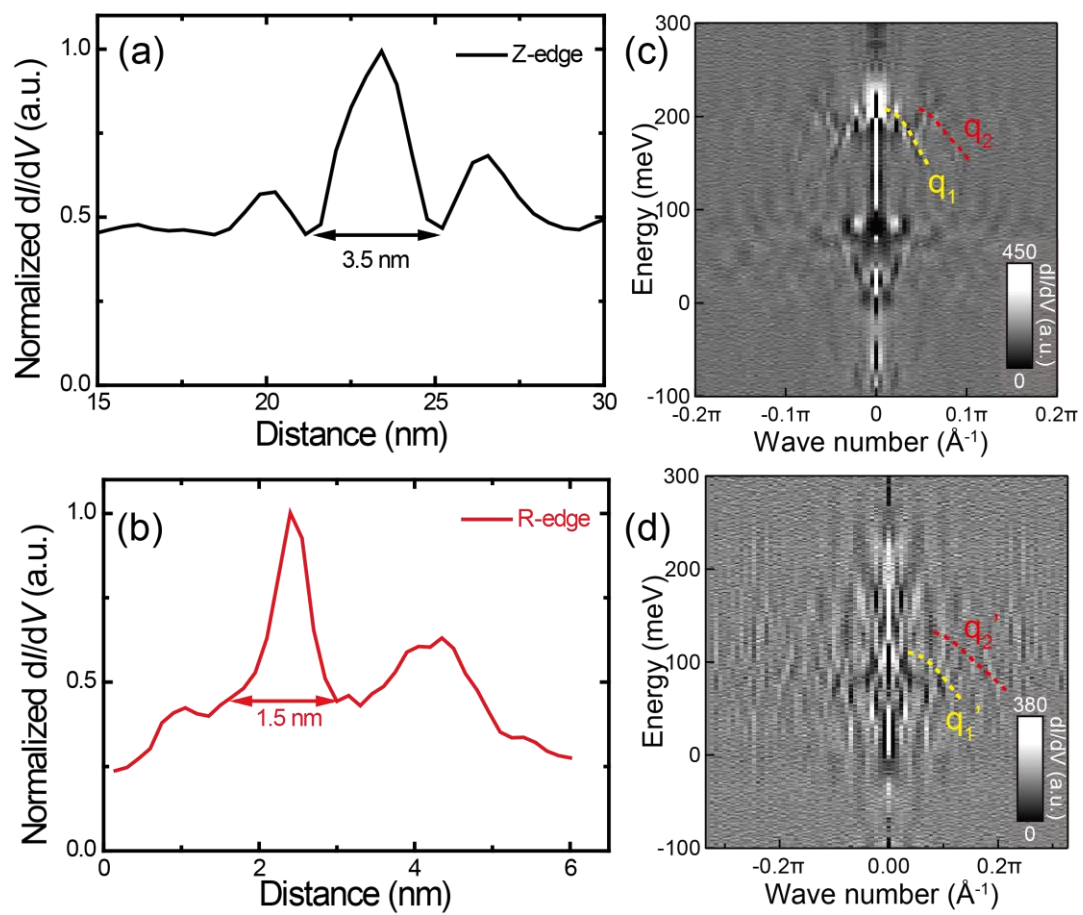 (a)
Z-edge
1.0
0.5
0.0
3.5 nm
15 20 25 30
Distance (nm)
Normalized dI/dV (a.u.)
(b)
R-edge
1.0
0.5
0.0
1.5 nm
0 2 4 6
Distance (nm)
Normalized dI/dV (a.u.)
(c)
300
200
100
0
-100
Energy (meV)
q₂
q₁
450
0
dI/dV (a.u.)
-0.2π -0.1π 0 0.1π 0.2π
Wave number (Å⁻¹)
(d)
300
200
100
0
-100
Energy (meV)
q₂'
q₁'
380
0
dI/dV (a.u.)
-0.2π 0.00 0.2π
Wave number (Å⁻¹)